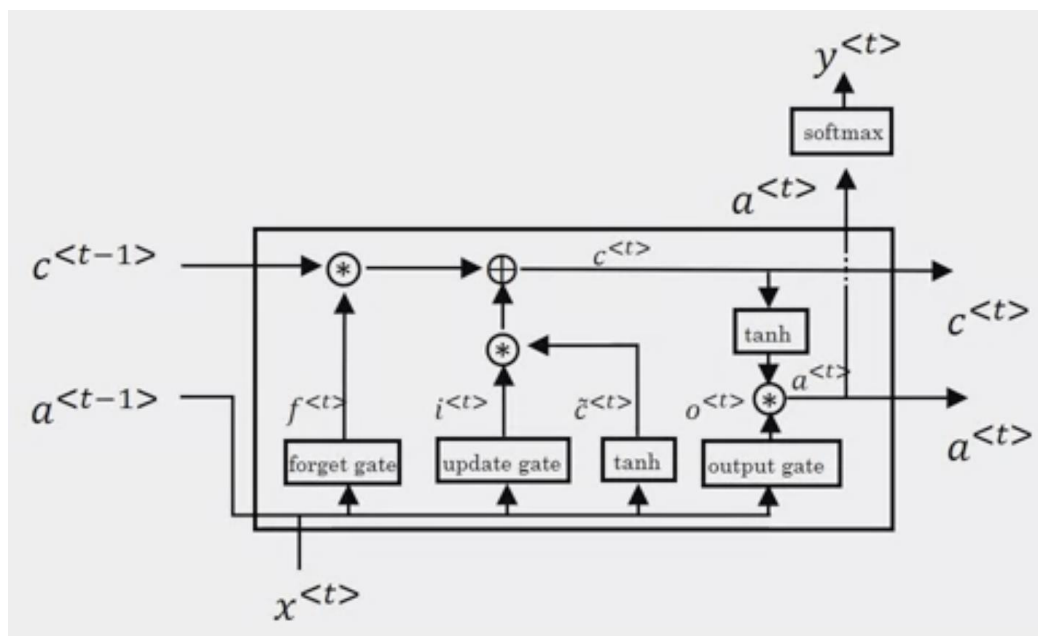 y<t>
softmax
a<t>
c<t-1>
c<t>
c<t>
tanh
a<t-1>
f<t>
i<t>
c̃<t>
o<t>
a<t>
a<t>
forget gate
update gate
tanh
output gate
x<t>